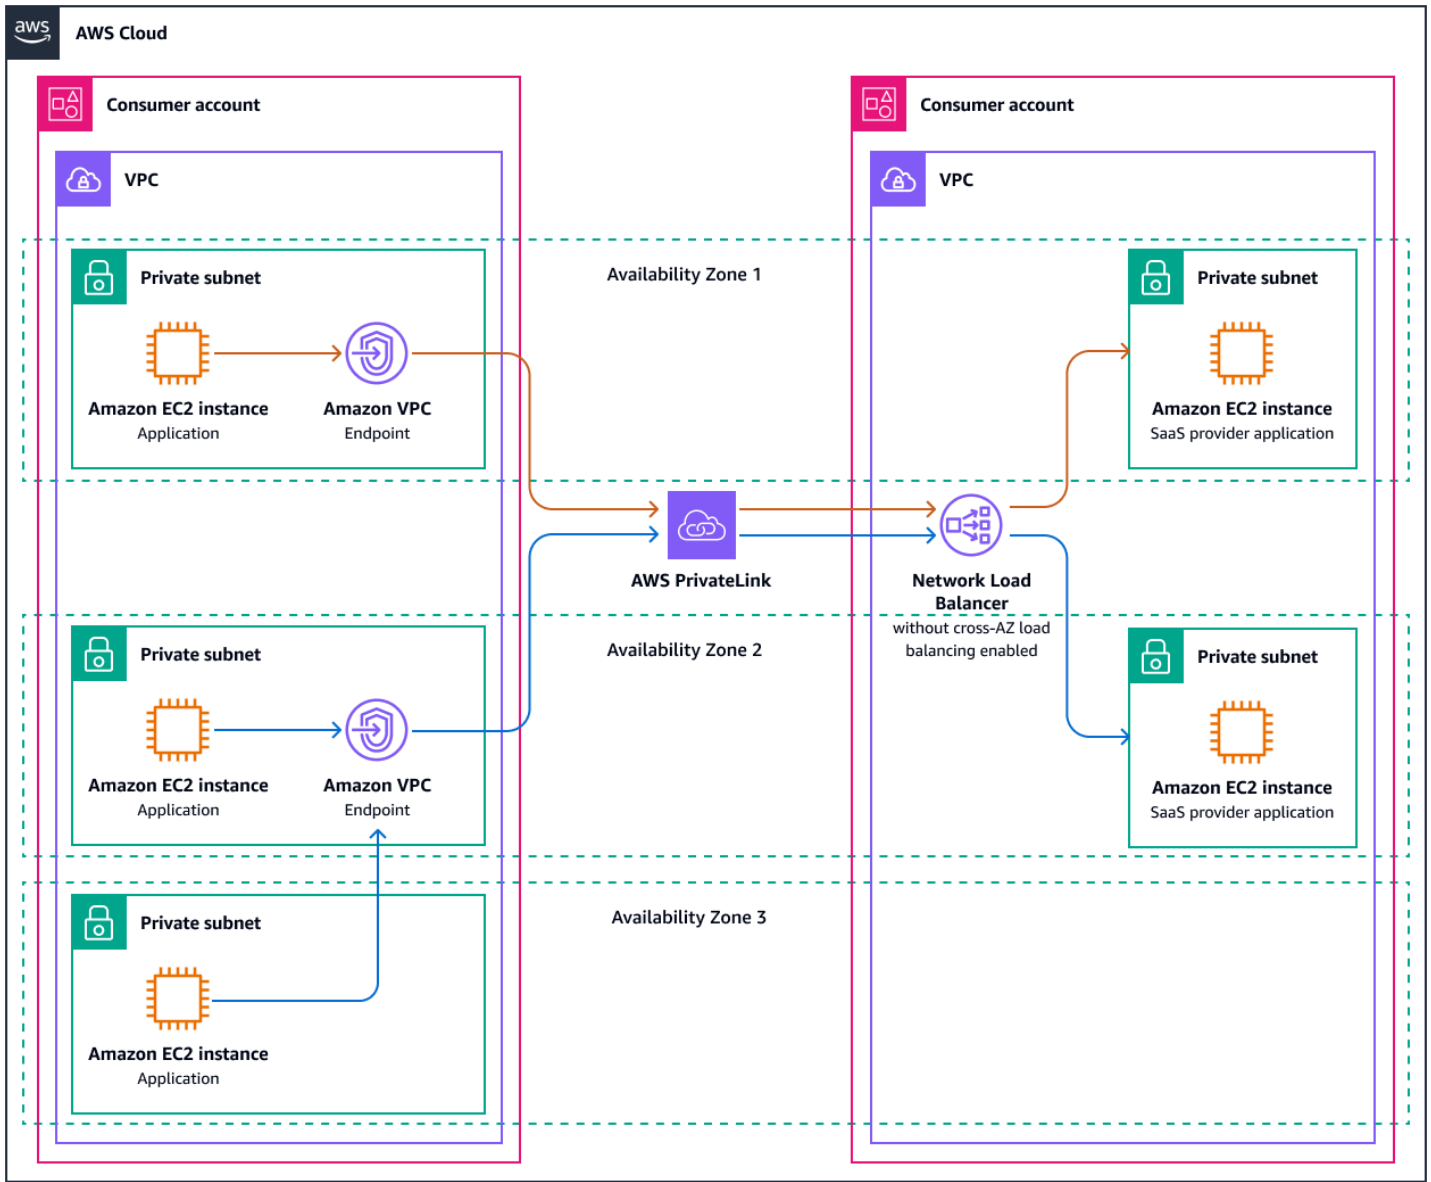 aws
AWS Cloud
Consumer account
VPC
Private subnet
Amazon EC2 instance
Application
Amazon VPC
Endpoint
Private subnet
Amazon EC2 instance
Application
Amazon VPC
Endpoint
Private subnet
Amazon EC2 instance
Application
Availability Zone 1
AWS PrivateLink
Availability Zone 2
Availability Zone 3
Consumer account
VPC
Network Load
Balancer
without cross-AZ load
balancing enabled
Private subnet
Amazon EC2 instance
SaaS provider application
Private subnet
Amazon EC2 instance
SaaS provider application